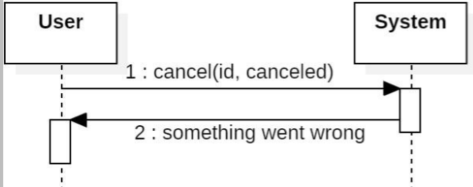 User
System
1 : cancel(id, canceled)
2 : something went wrong